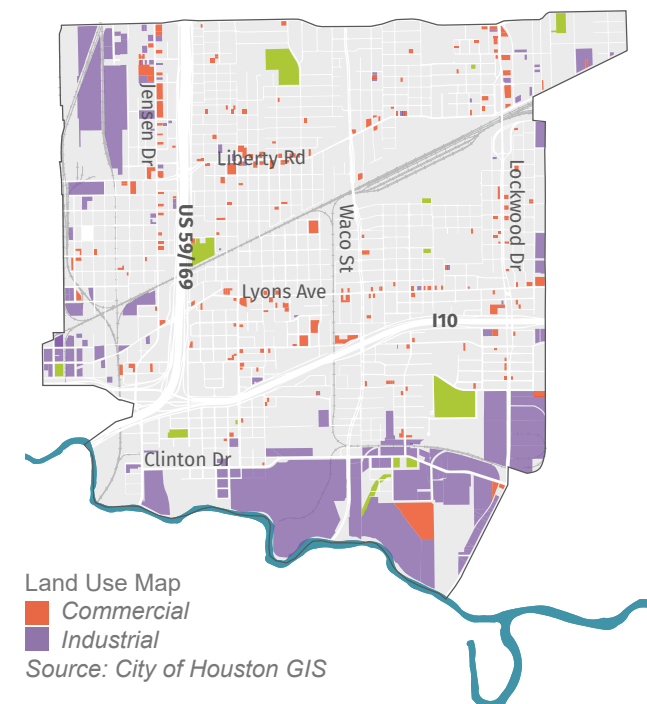 Jensen Dr
Liberty Rd
Lockwood Dr
US 59/I69
Waco St
Lyons Ave
I10
Clinton Dr
Land Use Map
Commercial
Industrial
Source: City of Houston GIS